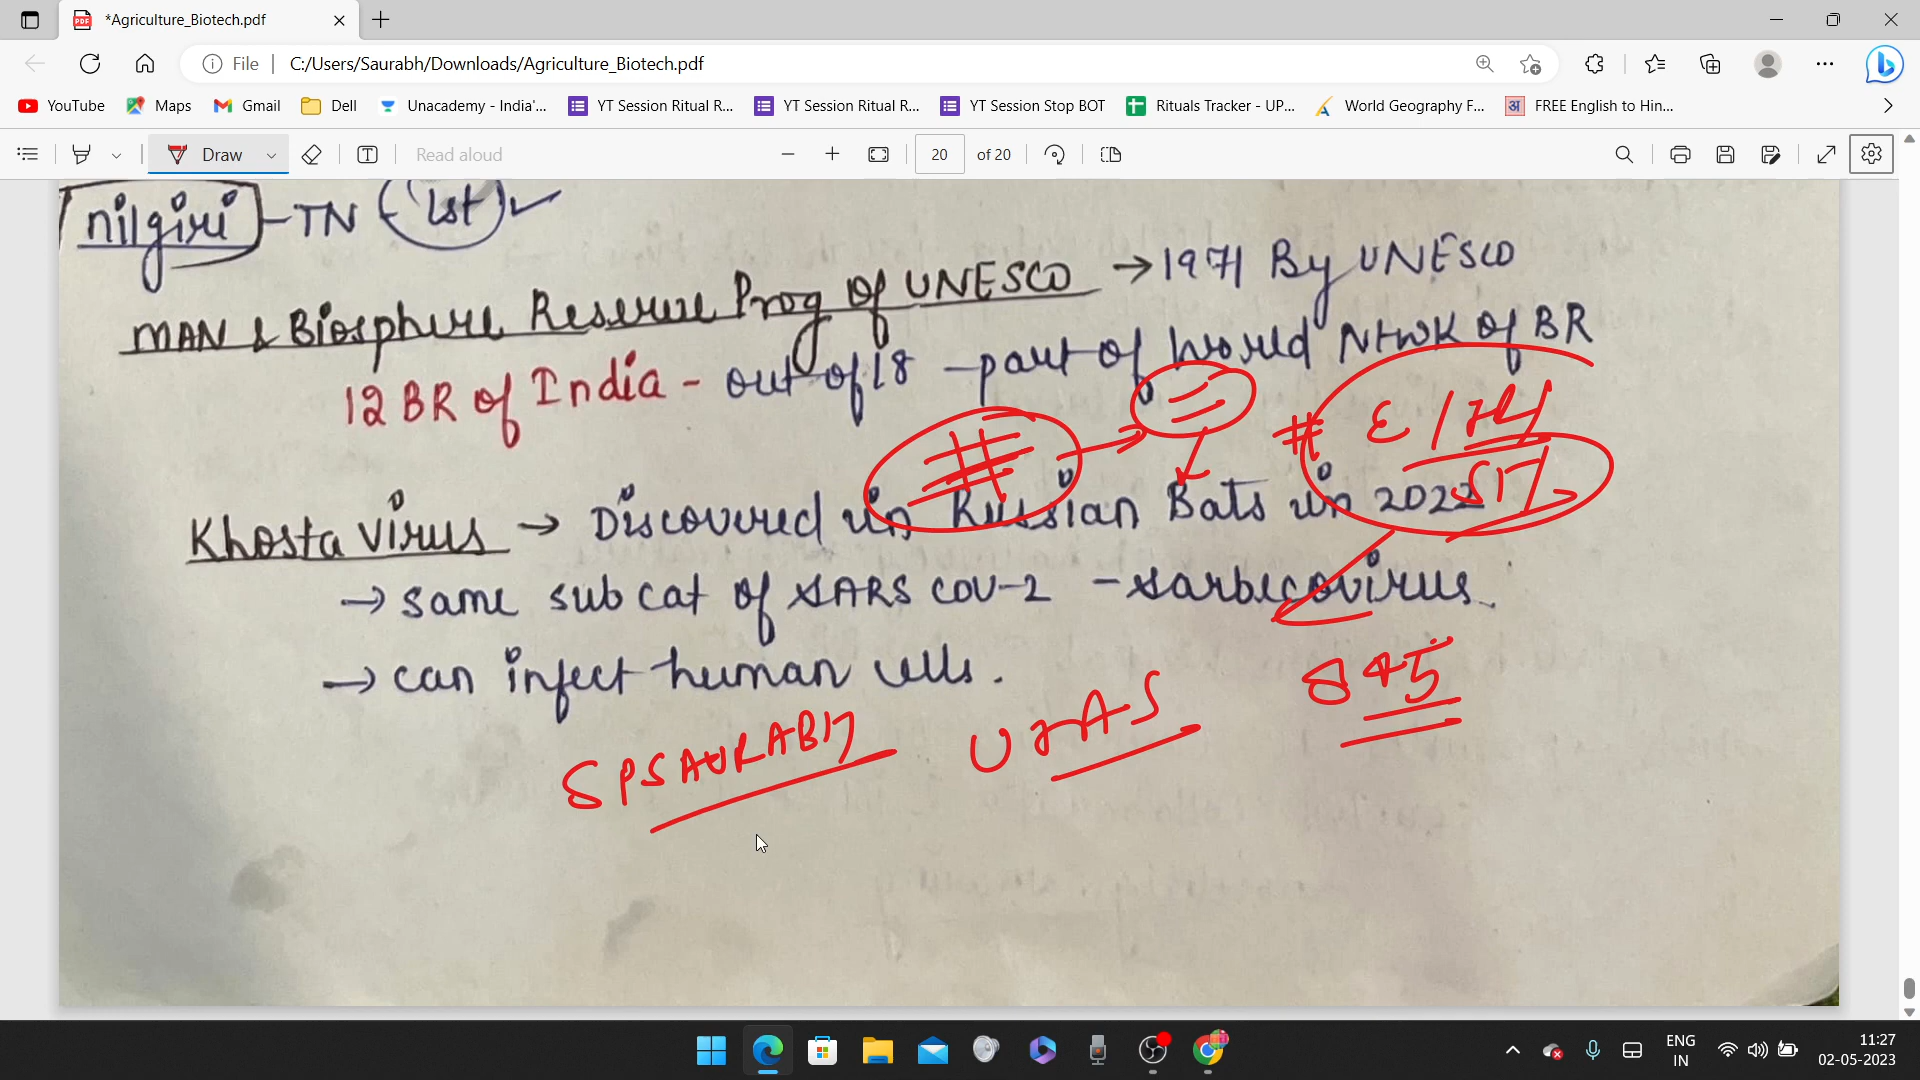 *Agriculture_Biotech.pdf
File C:/Users/Saurabh/Downloads/Agriculture_Biotech.pdf
YouTube Maps Gmail Dell Unacademy - India'... YT Session Ritual R... YT Session Ritual R... YT Session Stop BOT Rituals Tracker - UP... World Geography F... FREE English to Hin...
Draw Read aloud 20 of 20
nilgiri - TN (1st)
MAN & Biosphere Reserve Prog of UNESCO → 1971 By UNESCO
12 BR of India - out of 18 - part of World NtwK of BR
Khosta Virus → Discovered in Russian Bats in 2022
→ same sub cat of SARS COV-2 - sarbecovirus.
→ can infect human cells.
845
SPSAURABH
ENG
IN
11:27
02-05-2023